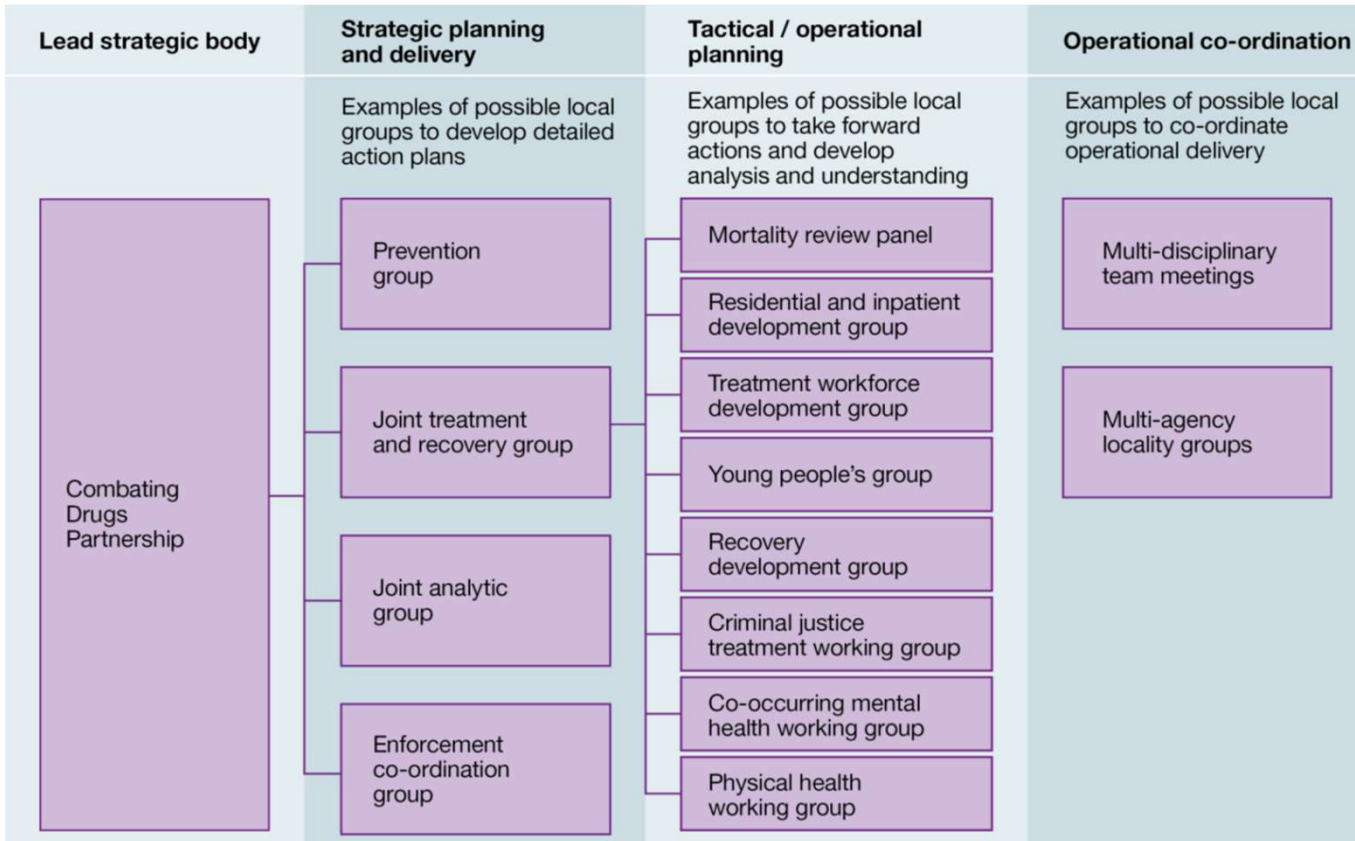 Lead strategic body
Strategic planning
and delivery
Tactical / operational
planning
Operational co-ordination
Examples of possible local
groups to develop detailed
action plans
Examples of possible local
groups to take forward
actions and develop
analysis and understanding
Examples of possible local
groups to co-ordinate
operational delivery
Combating
Drugs
Partnership
Prevention
group
Joint treatment
and recovery group
Joint analytic
group
Enforcement
co-ordination
group
Mortality review panel
Residential and inpatient
development group
Treatment workforce
development group
Young people’s group
Recovery
development group
Criminal justice
treatment working group
Co-occurring mental
health working group
Physical health
working group
Multi-disciplinary
team meetings
Multi-agency
locality groups